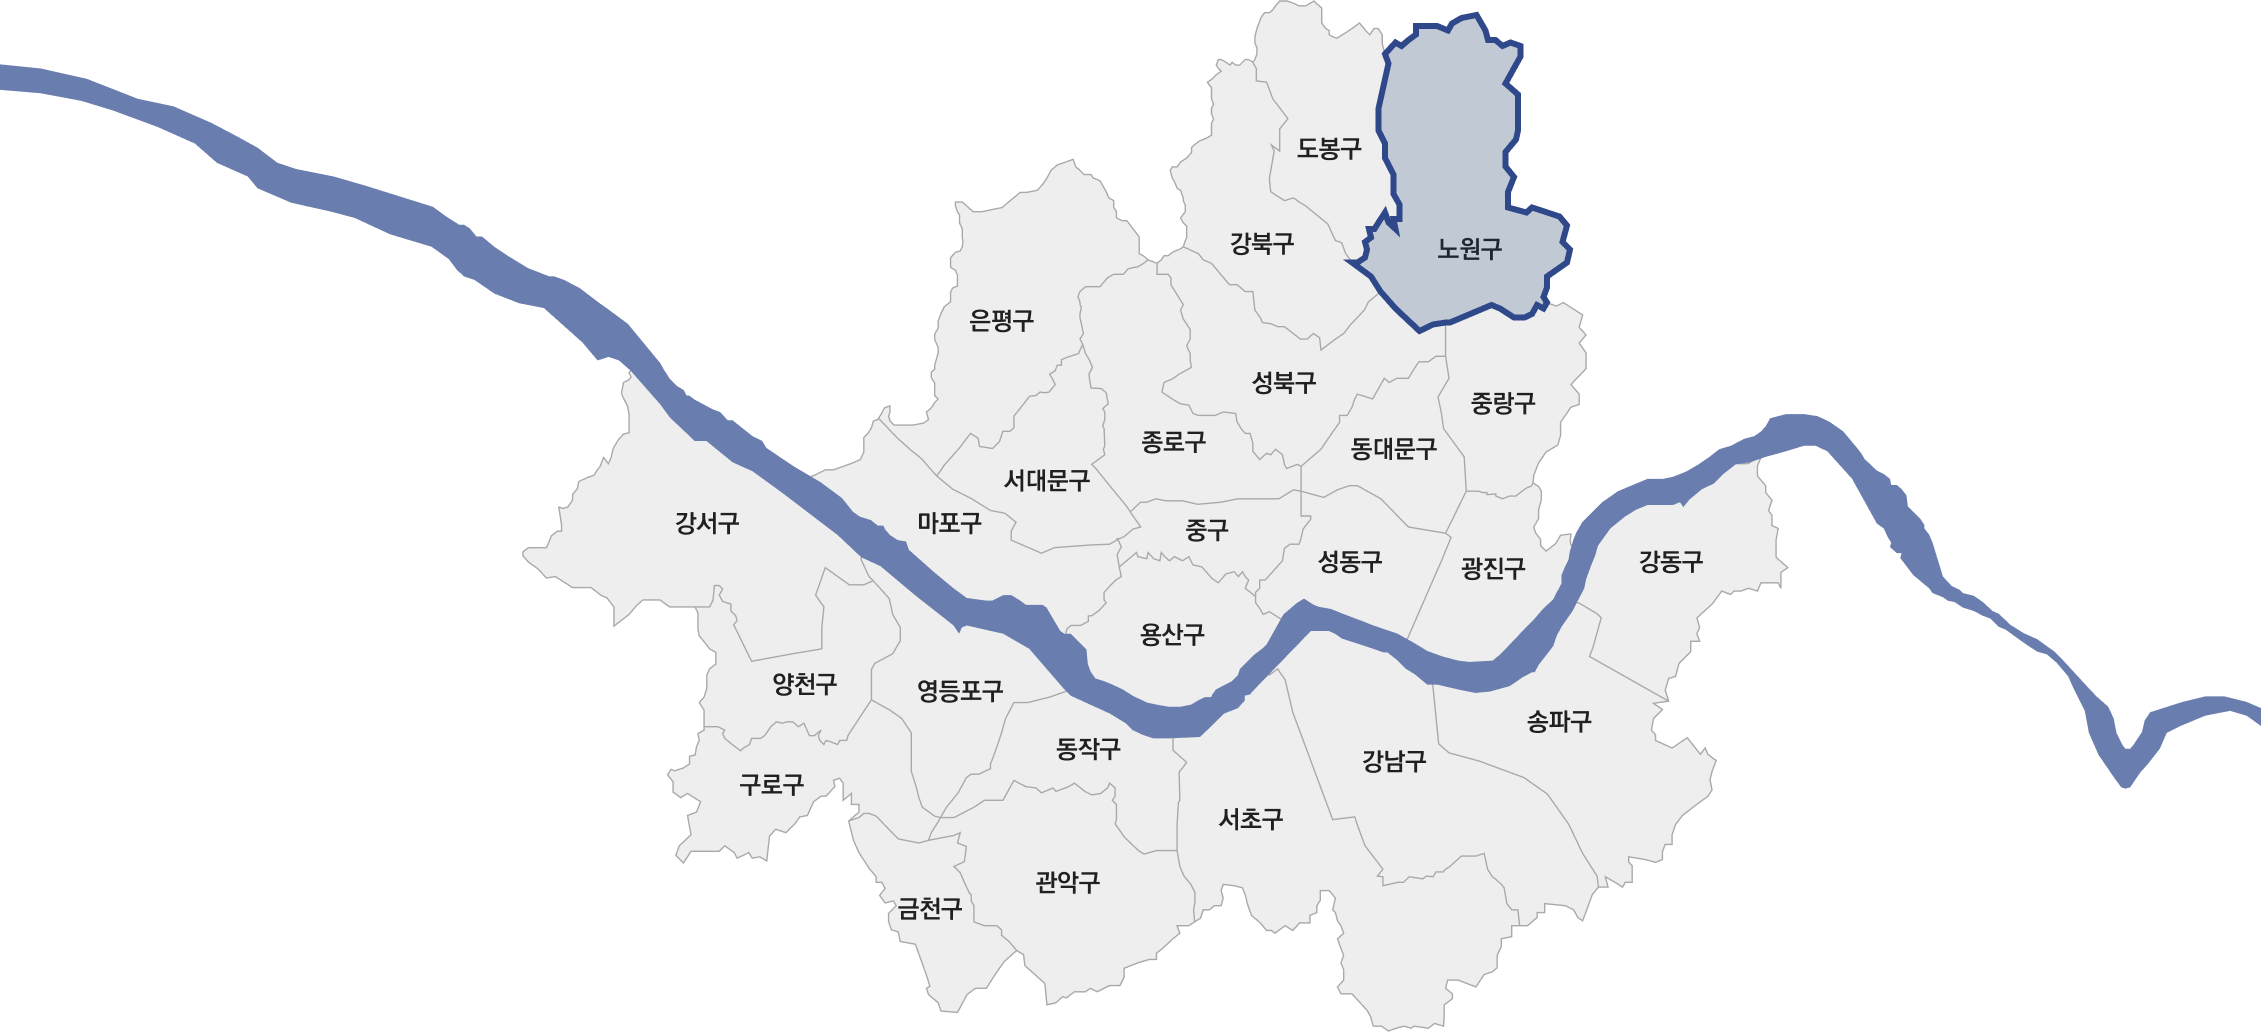 도봉구
강북구
노원구
은평구
성북구
중랑구
종로구
동대문구
서대문구
강서구
마포구
중구
성동구
광진구
강동구
용산구
양천구
영등포구
송파구
동작구
강남구
구로구
서초구
관악구
금천구